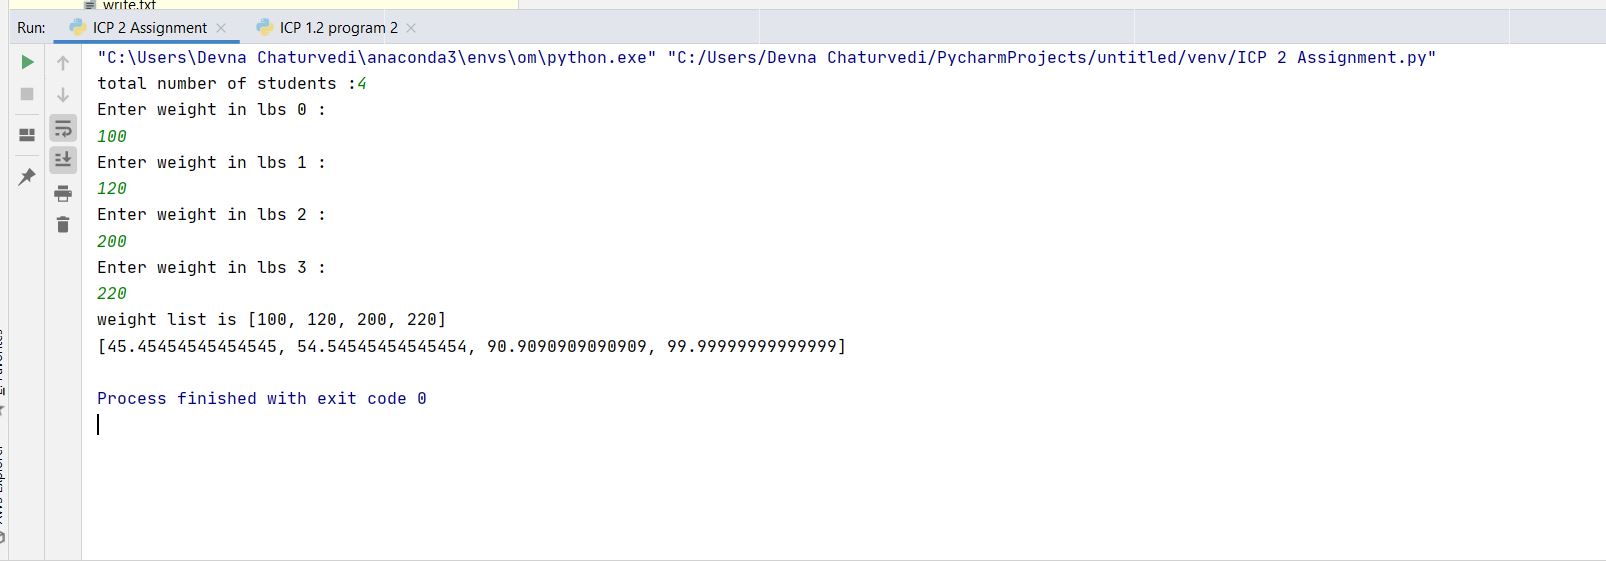 write.txt
Run: ICP 2 Assignment ICP 1.2 program 2
"C:\Users\Devna Chaturvedi\anaconda3\envs\om\python.exe" "C:/Users/Devna Chaturvedi/PycharmProjects/untitled/venv/ICP 2 Assignment.py"
total number of students :4
Enter weight in lbs 0 :
100
Enter weight in lbs 1 :
120
Enter weight in lbs 2 :
200
Enter weight in lbs 3 :
220
weight list is [100, 120, 200, 220]
[45.45454545454545, 54.54545454545454, 90.9090909090909, 99.99999999999999]
Process finished with exit code 0